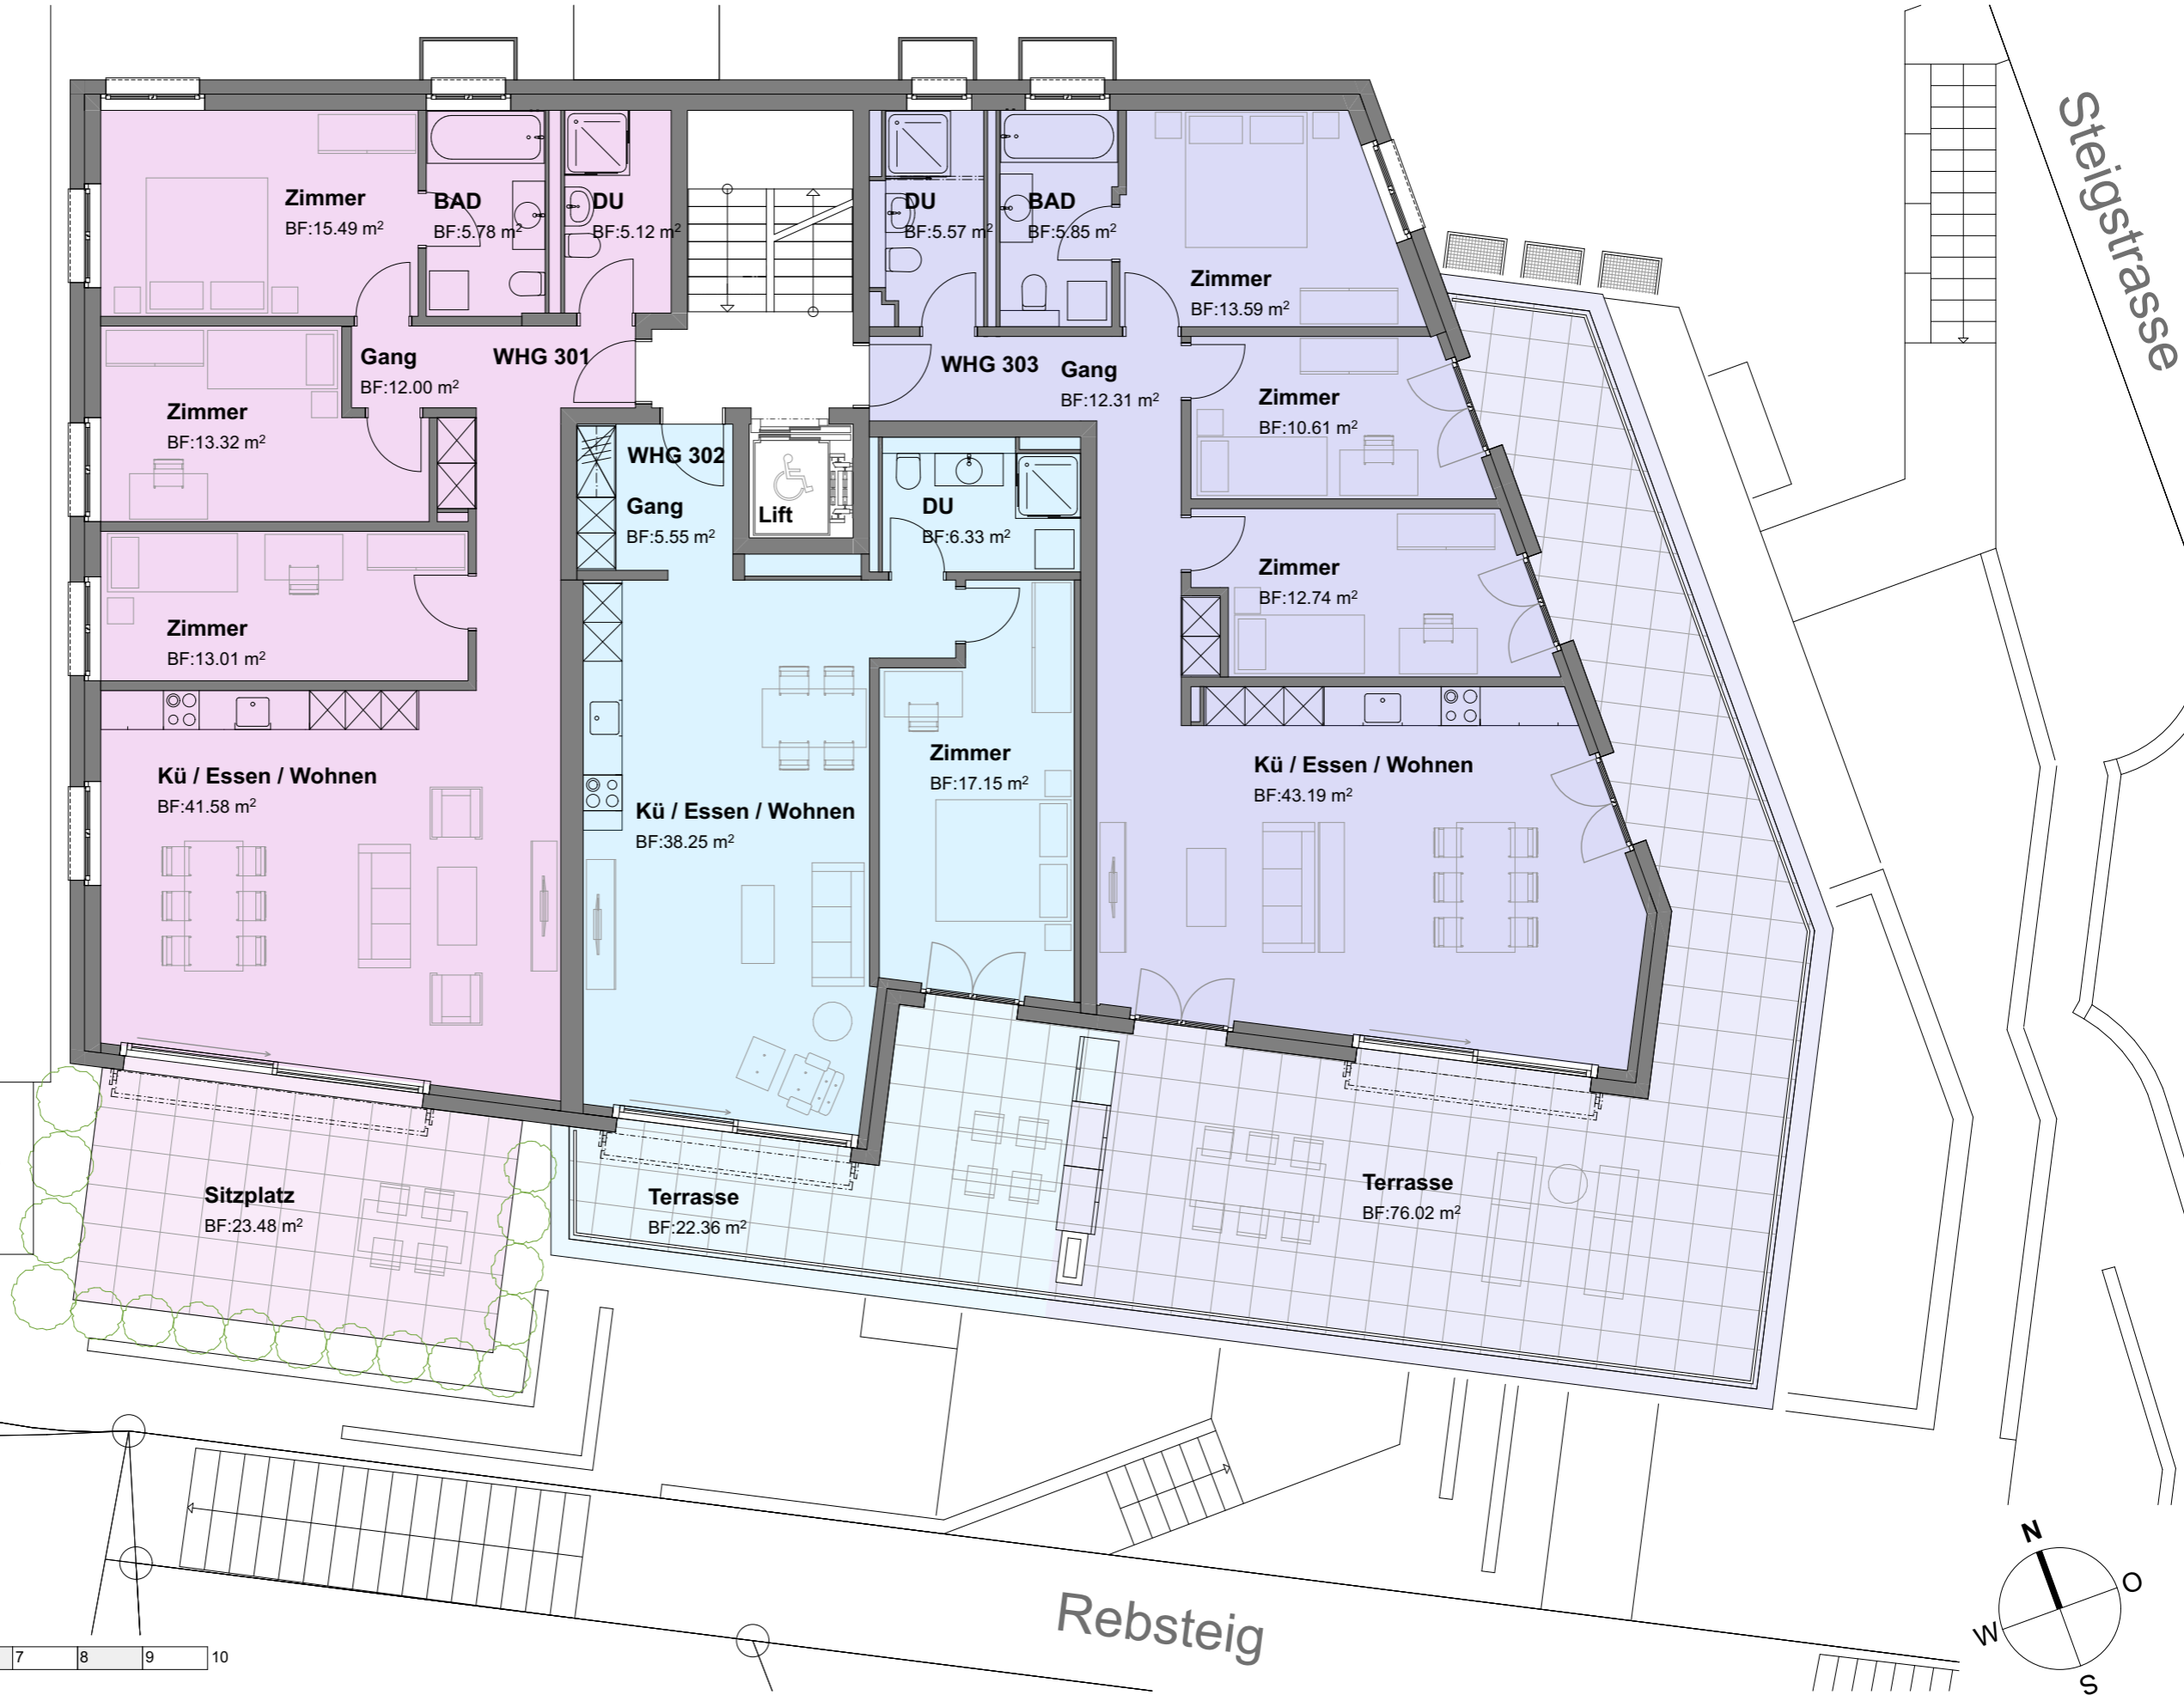 Steigstrasse
Zimmer
BF:15.49 m²
BAD
BF:5.78 m²
DU
BF:5.12 m²
DU
BF:5.57 m²
BAD
BF:5.85 m²
Zimmer
BF:13.59 m²
Gang
BF:12.00 m²
WHG 301
WHG 303
Gang
BF:12.31 m²
Zimmer
BF:13.32 m²
Zimmer
BF:10.61 m²
WHG 302
Gang
BF:5.55 m²
Lift
DU
BF:6.33 m²
Zimmer
BF:12.74 m²
Zimmer
BF:13.01 m²
Kü / Essen / Wohnen
BF:41.58 m²
Kü / Essen / Wohnen
BF:38.25 m²
Zimmer
BF:17.15 m²
Kü / Essen / Wohnen
BF:43.19 m²
Sitzplatz
BF:23.48 m²
Terrasse
BF:22.36 m²
Terrasse
BF:76.02 m²
Rebsteig
N
O
W
S
7 8 9 10